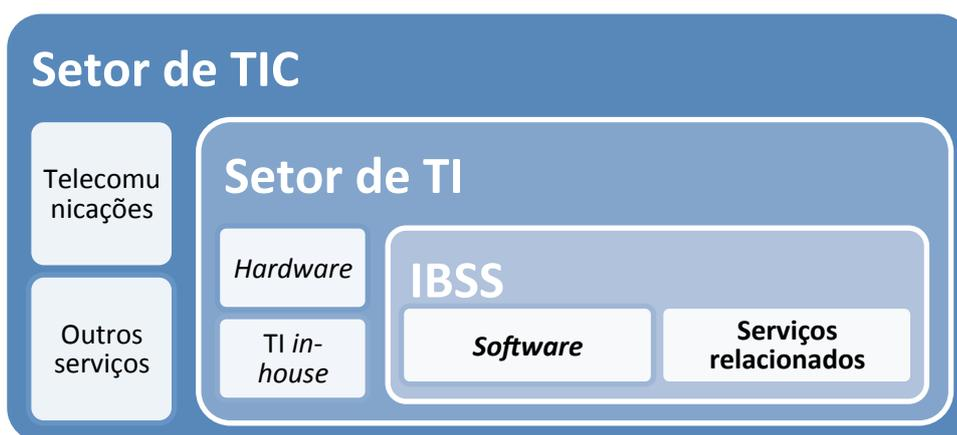 Setor de TIC
Telecomu
nicações
Outros
serviços
Setor de TI
Hardware
TI in-
house
IBSS
Software
Serviços
relacionados